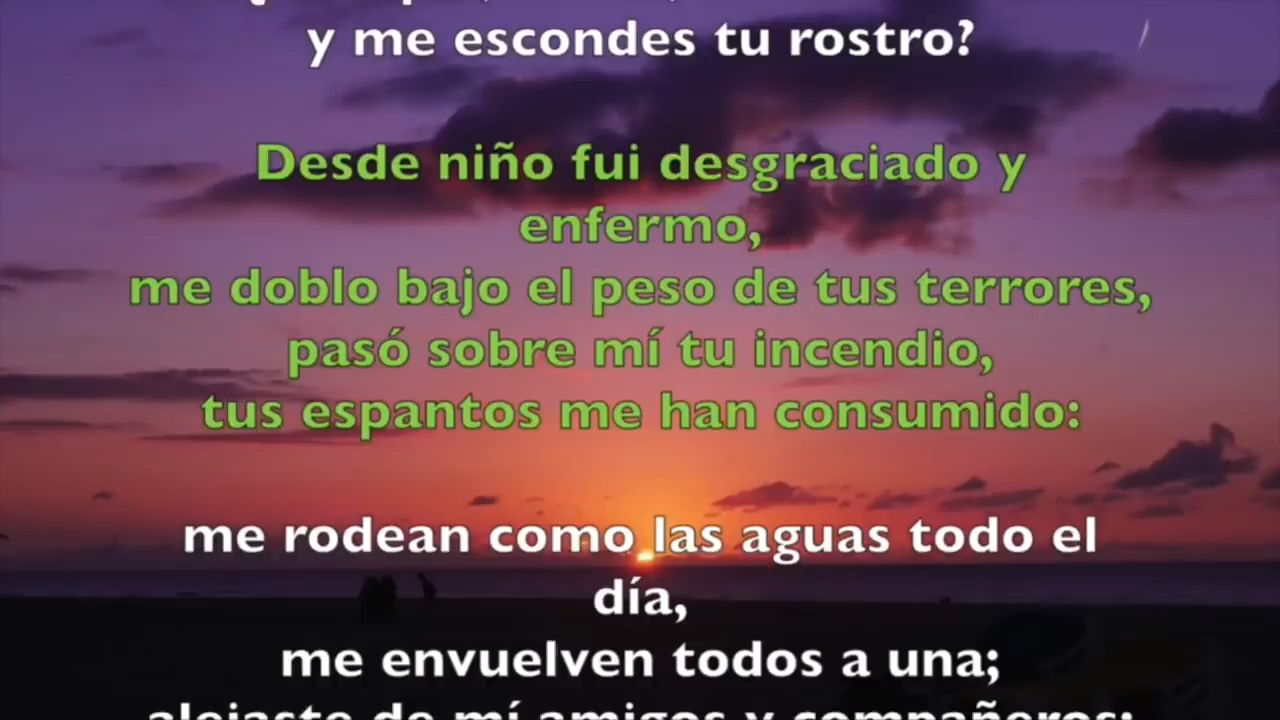 y me escondes tu rostro?
Desde niño fui desgraciado y
enfermo,
me doblo bajo el peso de tus terrores,
pasó sobre mí tu incendio,
tus espantos me han consumido:
me rodean como las aguas todo el
día,
me envuelven todos a una;
alejaste de mí amigos y compañeros: